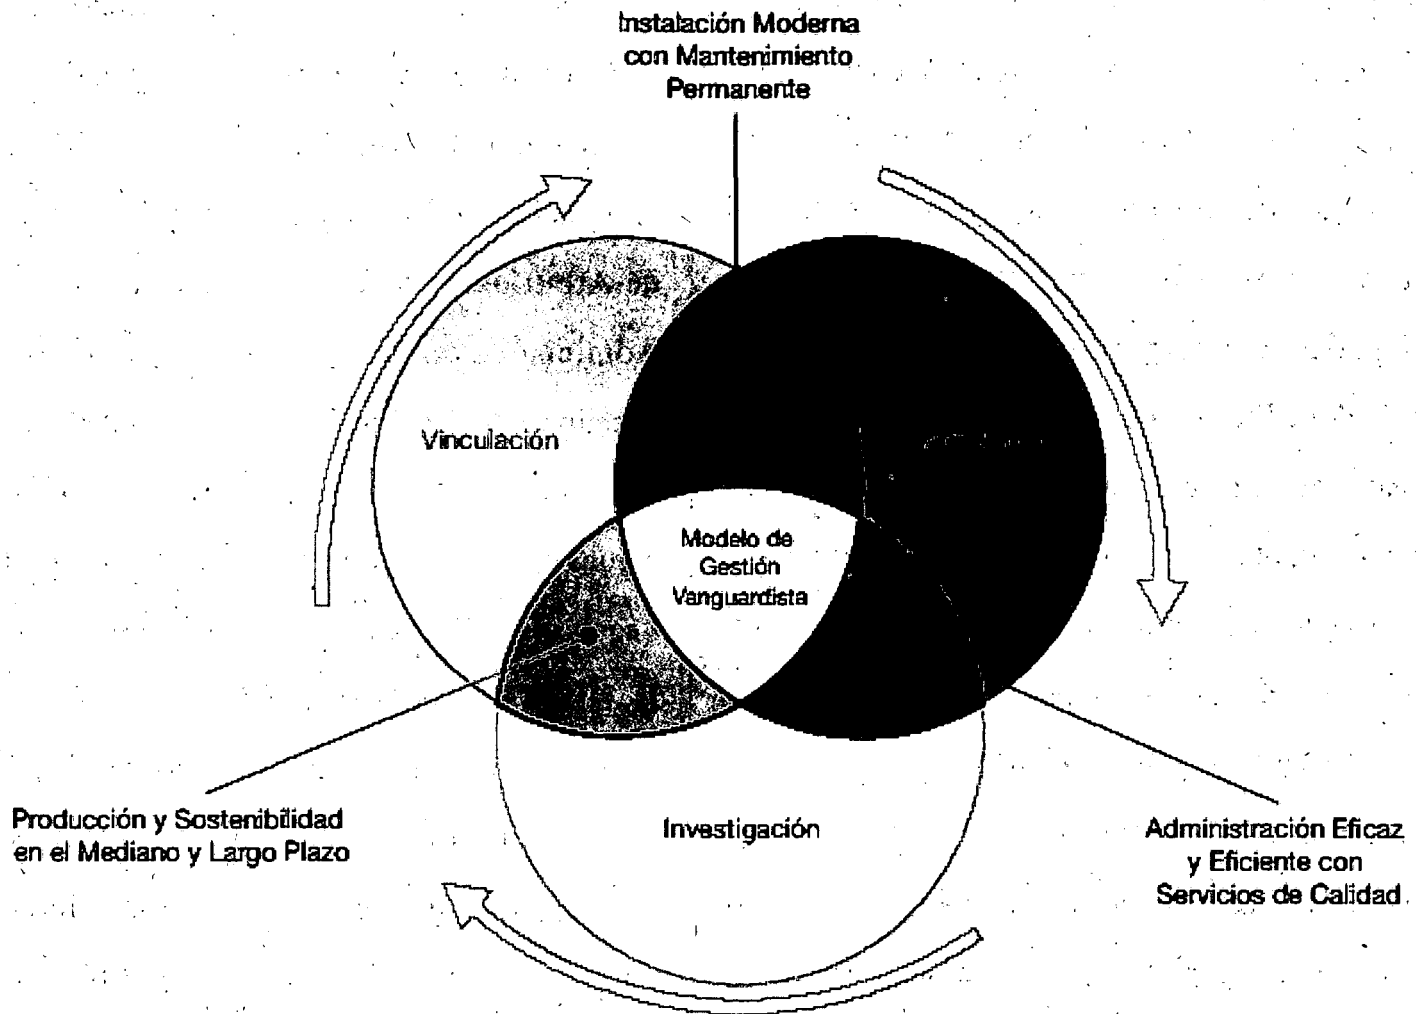 Instalación Moderna
con Mantenimiento
Permanente
Vinculación
Modelo de
Gestión
Vanguardista
Producción y Sostenibilidad
en el Mediano y Largo Plazo
Investigación
Administración Eficaz
y Eficiente con
Servicios de Calidad